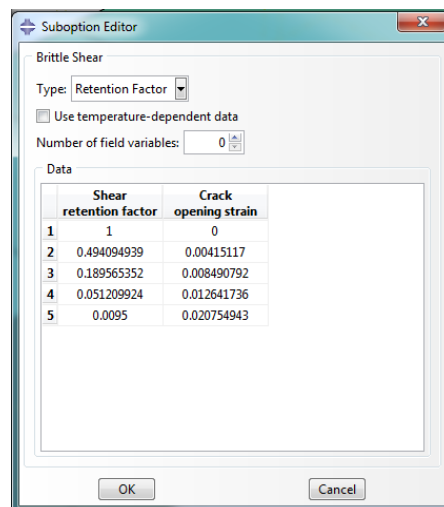 Suboption Editor
Brittle Shear
Type: Retention Factor
Use temperature-dependent data
Number of field variables: 0
Data
Shear retention factor Crack opening strain
1 1 0
2 0.494094939 0.00415117
3 0.189565352 0.008490792
4 0.051209924 0.012641736
5 0.0095 0.020754943
OK Cancel